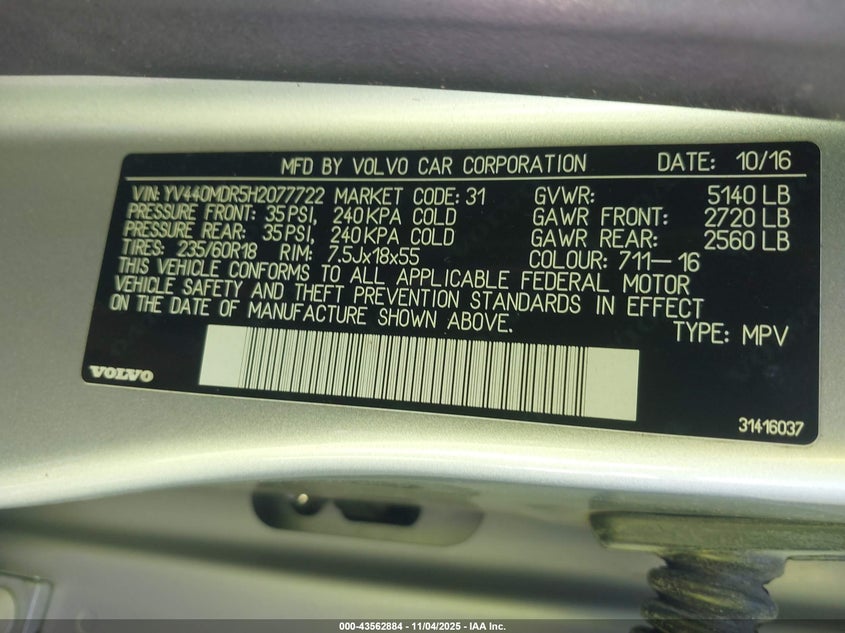 MFD BY VOLVO CAR CORPORATION DATE: 10/16
VIN: YV440MDR5H2077722 MARKET CODE: 31 GVWR: 5140 LB
PRESSURE FRONT: 35 PSI, 240 KPA COLD GAWR FRONT: 2720 LB
PRESSURE REAR: 35 PSI, 240 KPA COLD GAWR REAR: 2560 LB
TIRES: 235/60R18 RIM: 7.5Jx18x55 COLOUR: 711-16
THIS VEHICLE CONFORMS TO ALL APPLICABLE FEDERAL MOTOR
VEHICLE SAFETY AND THEFT PREVENTION STANDARDS IN EFFECT
ON THE DATE OF MANUFACTURE SHOWN ABOVE.
TYPE: MPV
VOLVO
31416037
000-43562884 - 11/04/2025 - IAA Inc.